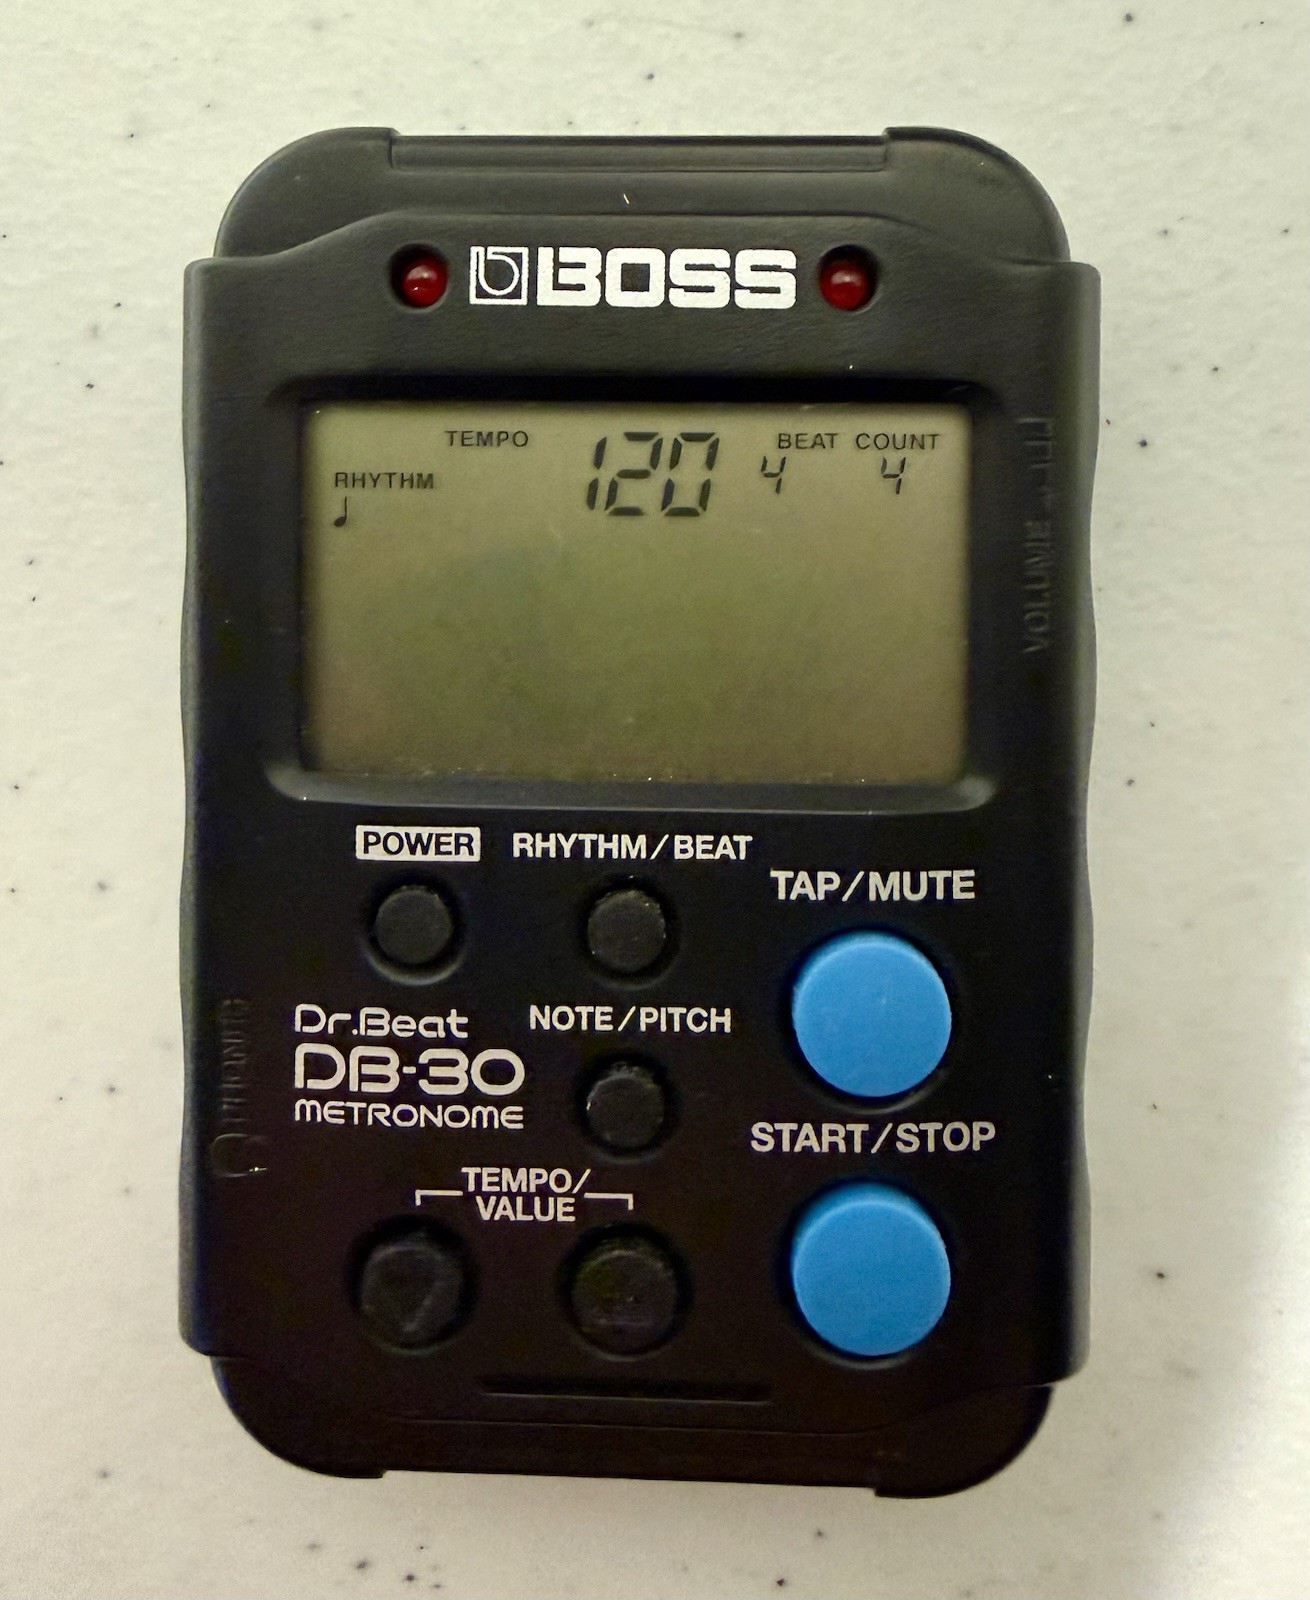 BOSS
TEMPO 120 BEAT COUNT
RHYTHM 4 4
VOLUME
POWER RHYTHM/BEAT
TAP/MUTE
Dr.Beat NOTE/PITCH
DB-30
METRONOME
START/STOP
TEMPO/
VALUE